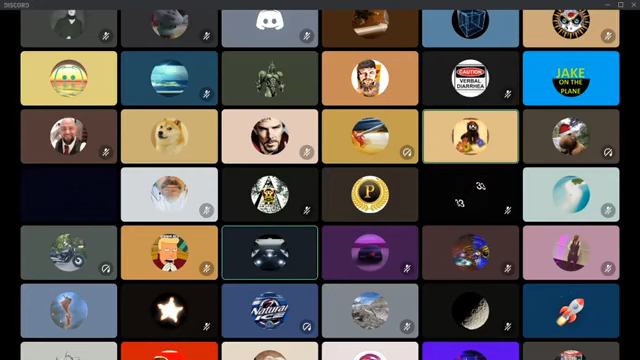 DISCORD
CAUTION
VERBAL
DIARRHEA
JAKE
ON THE
PLANE
P
Natural